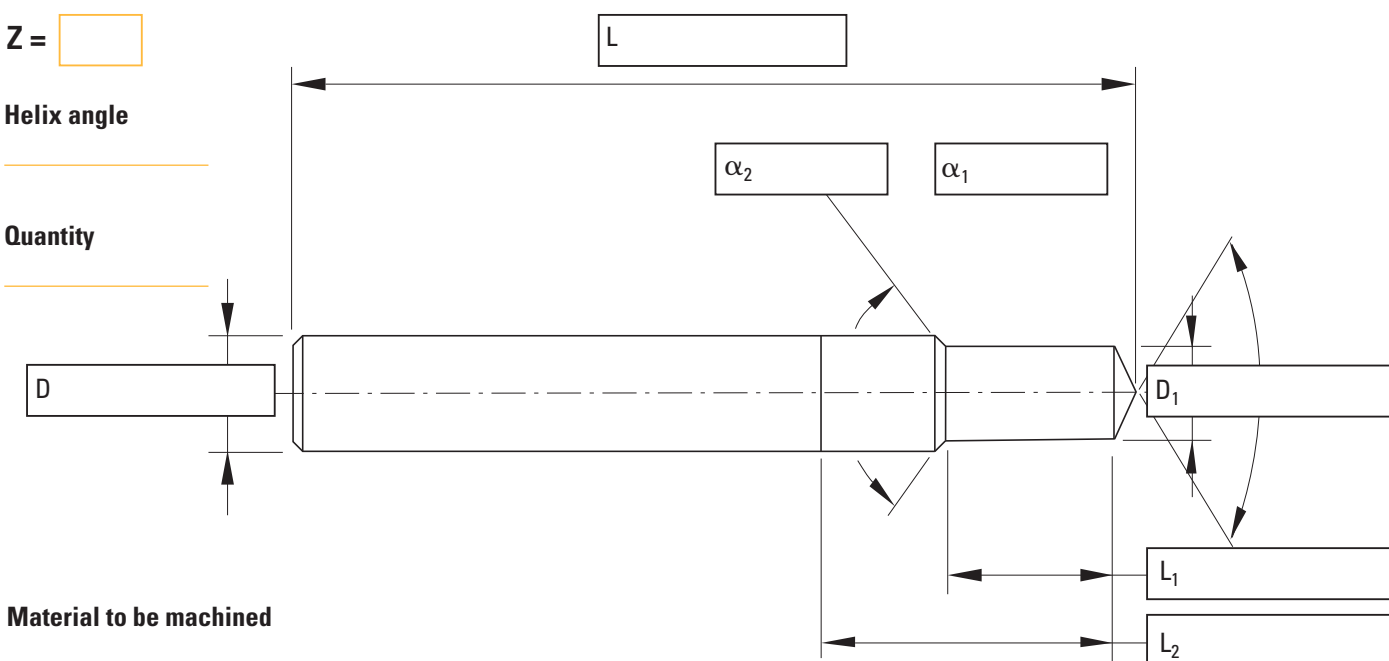 Z =
L
Helix angle
α₂
α₁
Quantity
D
D₁
L₁
Material to be machined
L₂